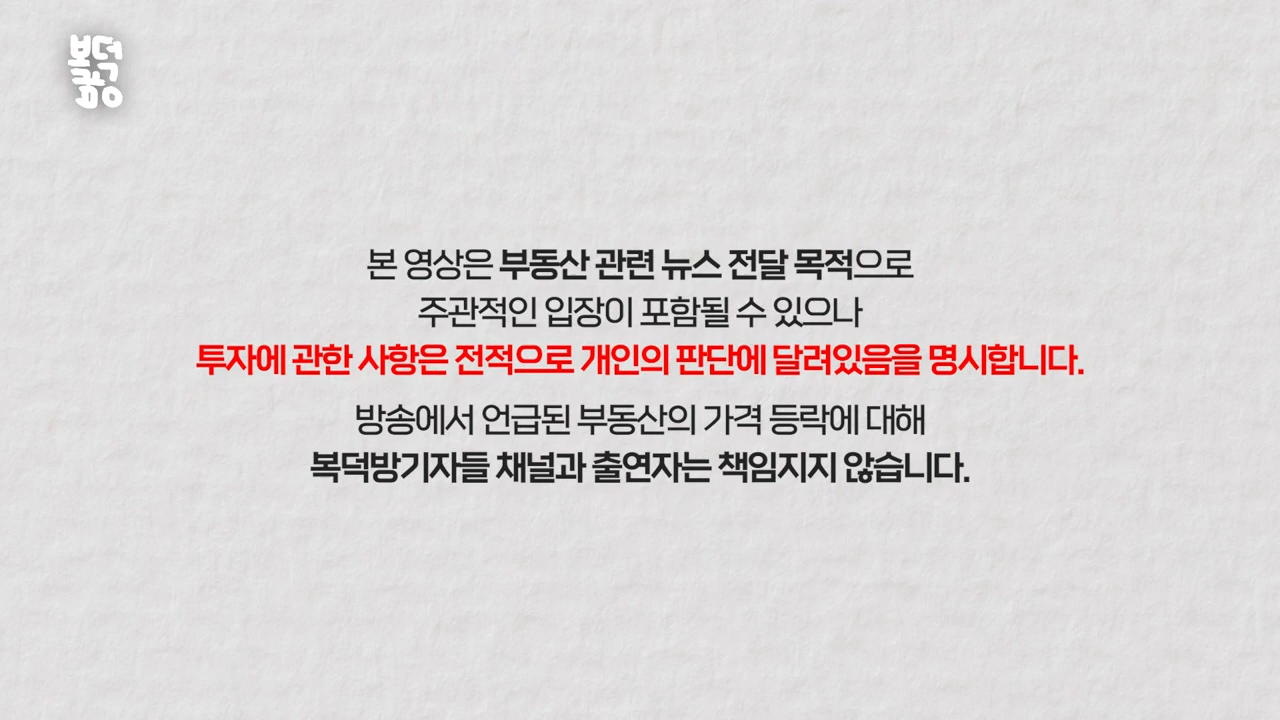 복덕
방
본 영상은 부동산 관련 뉴스 전달 목적으로
주관적인 입장이 포함될 수 있으나
투자에 관한 사항은 전적으로 개인의 판단에 달려있음을 명시합니다.
방송에서 언급된 부동산의 가격 등락에 대해
복덕방기자들 채널과 출연자는 책임지지 않습니다.